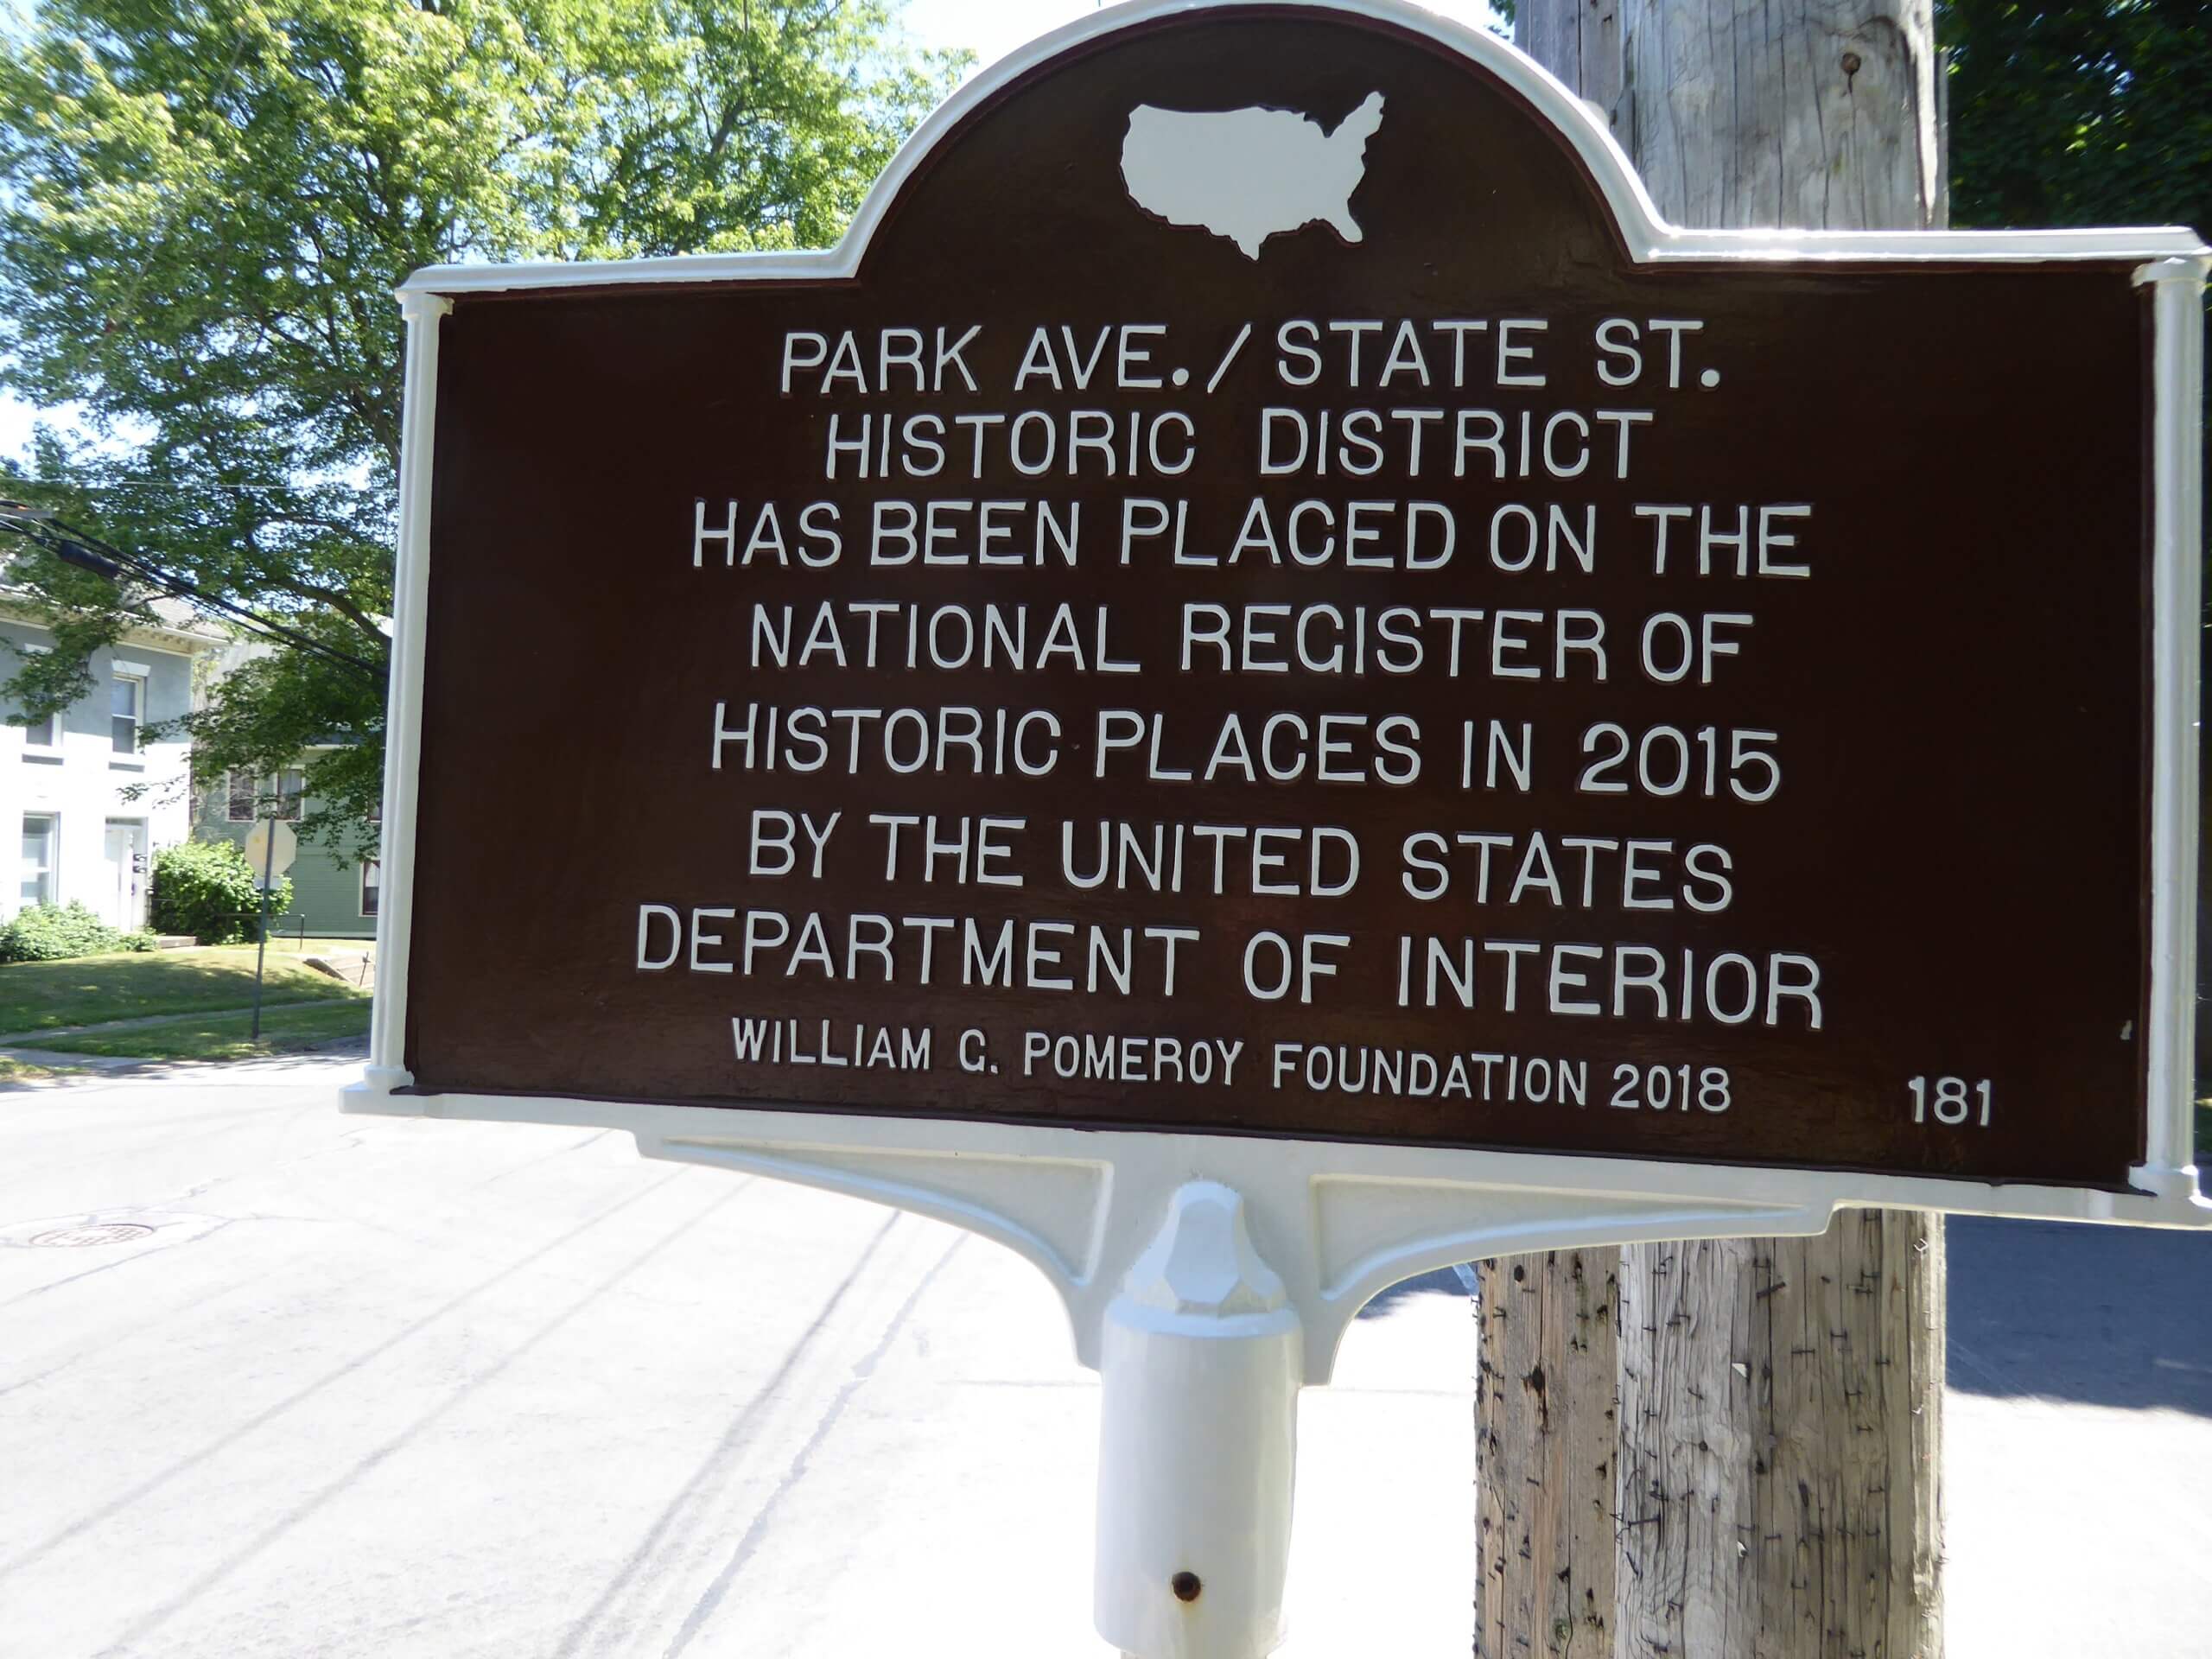 PARK AVE./STATE ST.
HISTORIC DISTRICT
HAS BEEN PLACED ON THE
NATIONAL REGISTER OF
HISTORIC PLACES IN 2015
BY THE UNITED STATES
DEPARTMENT OF INTERIOR
WILLIAM G. POMEROY FOUNDATION 2018 181